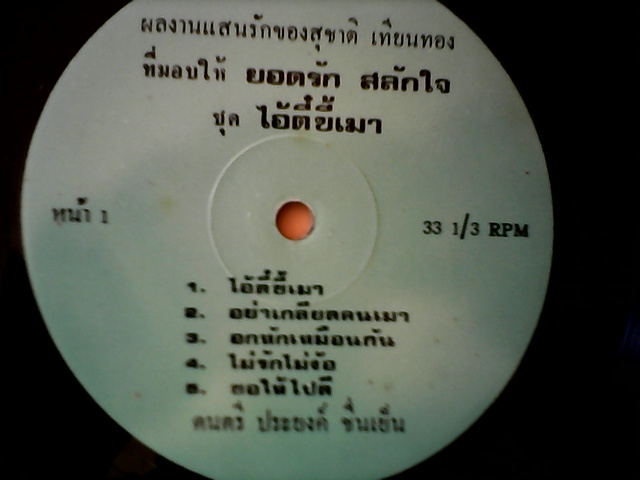 ผลงานแสนรักของสุชาติ เทียนทอง
ที่มอบให้ ยอดรัก สลักใจ
ชุด ไอ้ตี๋ขี้เมา
หน้า 1
33 1/3 RPM
๑. ไอ้ตี๋ขี้เมา
๒. อย่าเกลียดคนเมา
๓. อกหักเหมือนกัน
๔. ไม่รักไม่ง้อ
๕. ขอให้ไปดี
ดนตรี ประยงค์ ชื่นเย็น